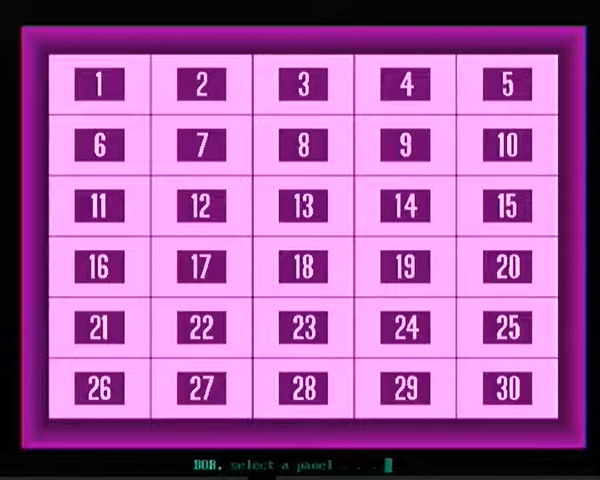 1 2 3 4 5
6 7 8 9 10
11 12 13 14 15
16 17 18 19 20
21 22 23 24 25
26 27 28 29 30
BOB, select a panel . . . .